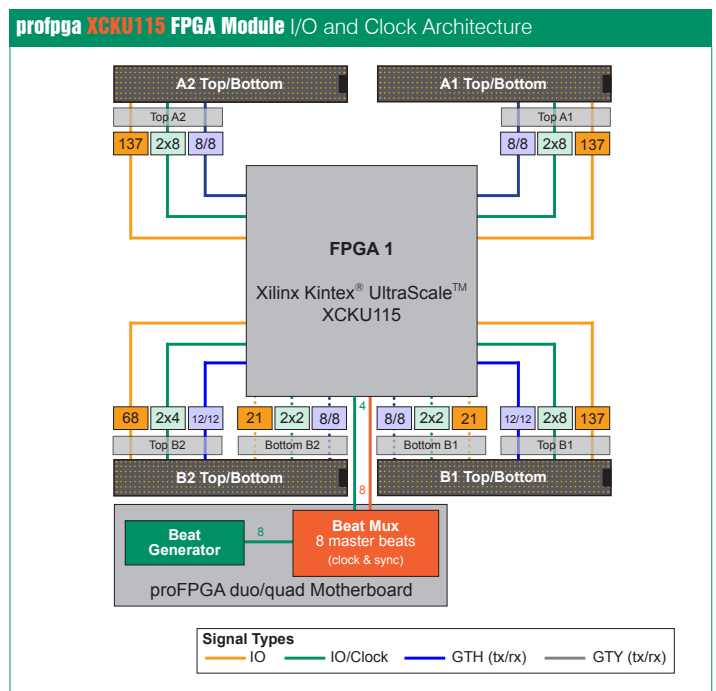 profpga XCKU115 FPGA Module I/O and Clock Architecture
A2 Top/Bottom
A1 Top/Bottom
Top A2
Top A1
137 2x8 8/8
8/8 2x8 137
FPGA 1
Xilinx Kintex® UltraScale™
XCKU115
68 2x4 12/12 21 2x2 8/8
4
8/8 2x2 21 12/12 2x8 137
Top B2
Bottom B2
Bottom B1
Top B1
B2 Top/Bottom
B1 Top/Bottom
8
Beat
Generator
8
Beat Mux
8 master beats
(clock & sync)
proFPGA duo/quad Motherboard
Signal Types
IO
IO/Clock
GTH (tx/rx)
GTY (tx/rx)